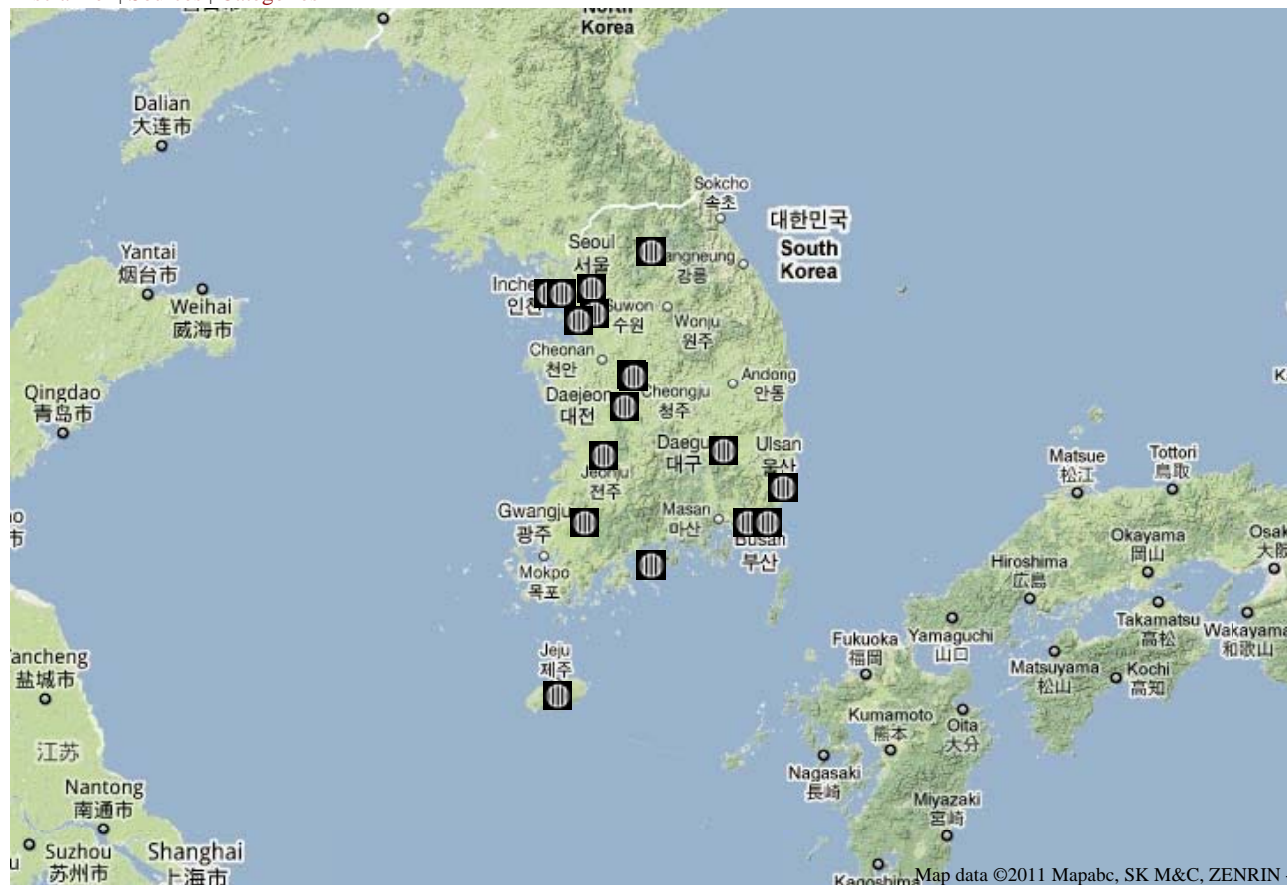 North
Korea
Dalian
大连市
Sokcho
속초
대한민국
South
Korea
Seoul
서울
angneung
강릉
Yantai
烟台市
Weihai
威海市
Inche
인천
Suwon
수원
Wonju
원주
Cheonan
천안
Andong
안동
Qingdao
青岛市
Daejeon
대전
Cheongju
청주
Daegu
대구
Ulsan
울산
Jeonju
전주
Matsue
松江
Tottori
鳥取
Gwangju
광주
Masan
마산
Busan
부산
Okayama
岡山
Osak
大阪
Hiroshima
広島
Mokpo
목포
Takamatsu
高松
Wakayama
和歌山
Yamaguchi
山口
Fukuoka
福岡
Matsuyama
松山
Kochi
高知
Jeju
제주
ancheng
盐城市
Kumamoto
熊本
Oita
大分
江苏
Nagasaki
長崎
Nantong
南通市
Miyazaki
宮崎
Suzhou
苏州市
Shanghai
上海市
Kagoshima
Map data ©2011 Mapabc, SK M&C, ZENRIN -